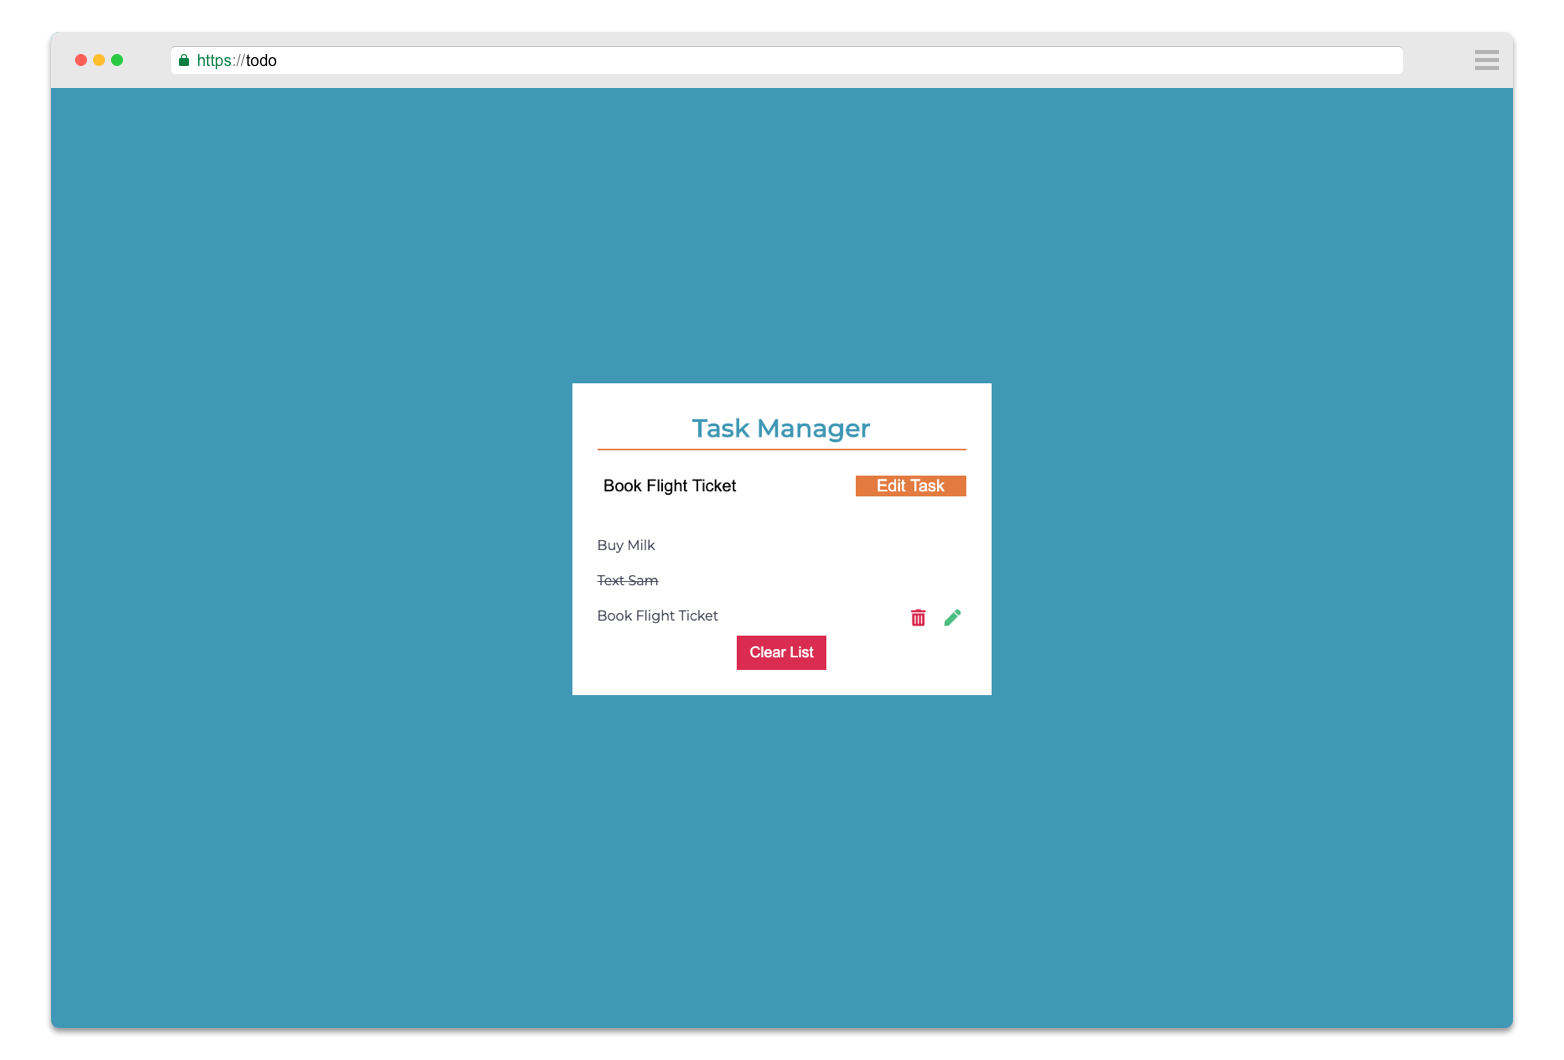 https://todo
Task Manager
Book Flight Ticket
Edit Task
Buy Milk
Text Sam
Book Flight Ticket
Clear List